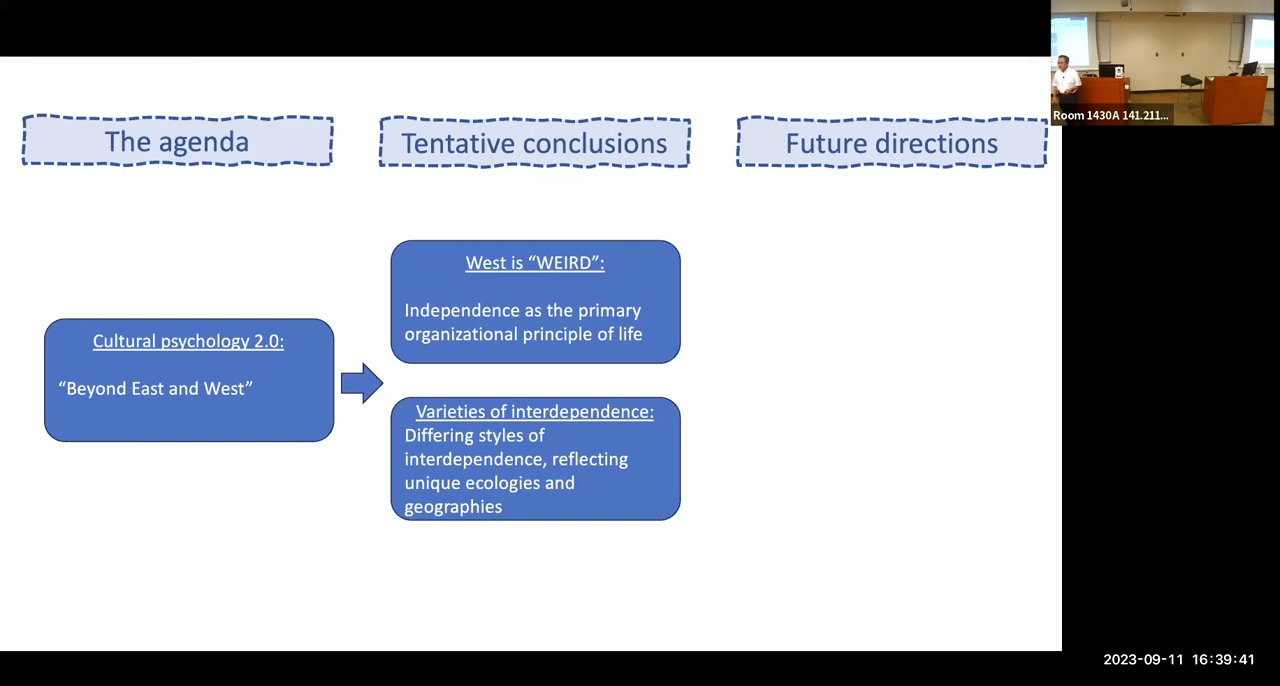 The agenda
Tentative conclusions
Future directions
Cultural psychology 2.0:
“Beyond East and West”
West is “WEIRD”:
Independence as the primary
organizational principle of life
Varieties of interdependence:
Differing styles of
interdependence, reflecting
unique ecologies and
geographies
Room 1430A 141.211...
2023-09-11 16:39:41